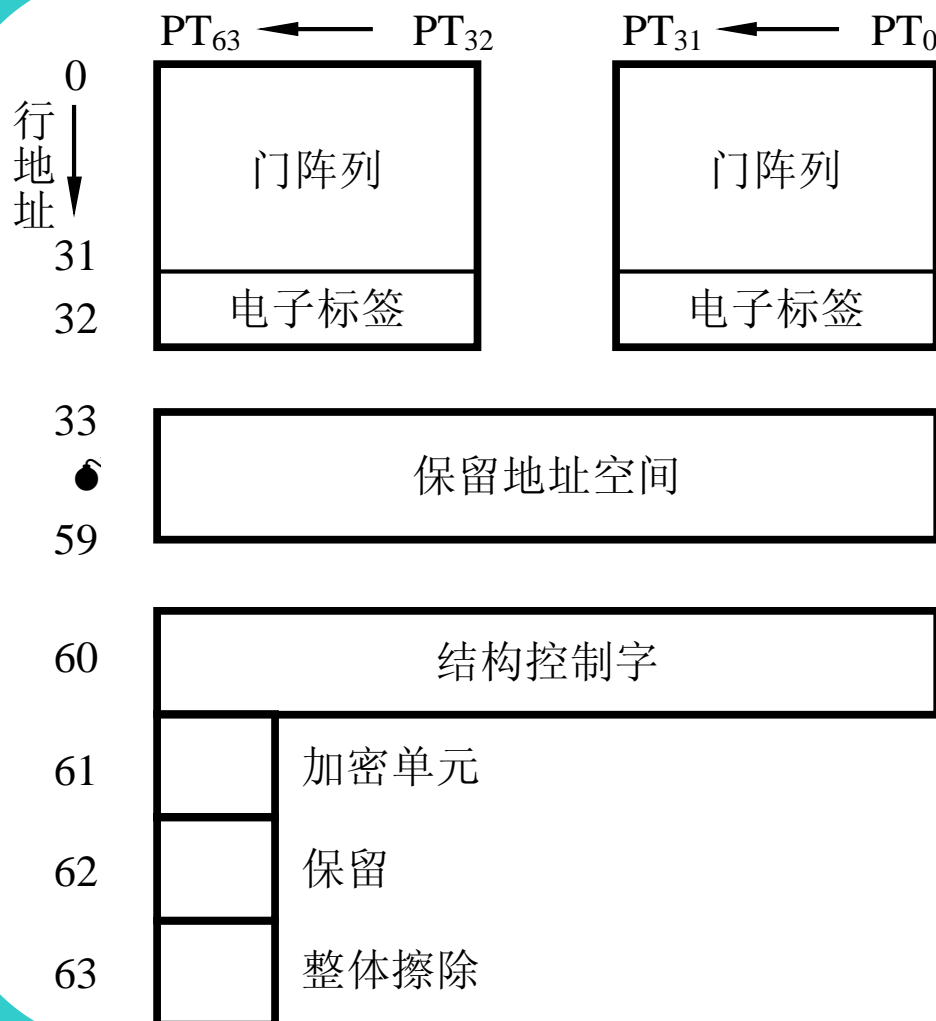 PT63 PT32 PT31 PT0
0
行地址
门阵列 门阵列
31
32 电子标签 电子标签
33
保留地址空间
59
60 结构控制字
61 加密单元
62 保留
63 整体擦除